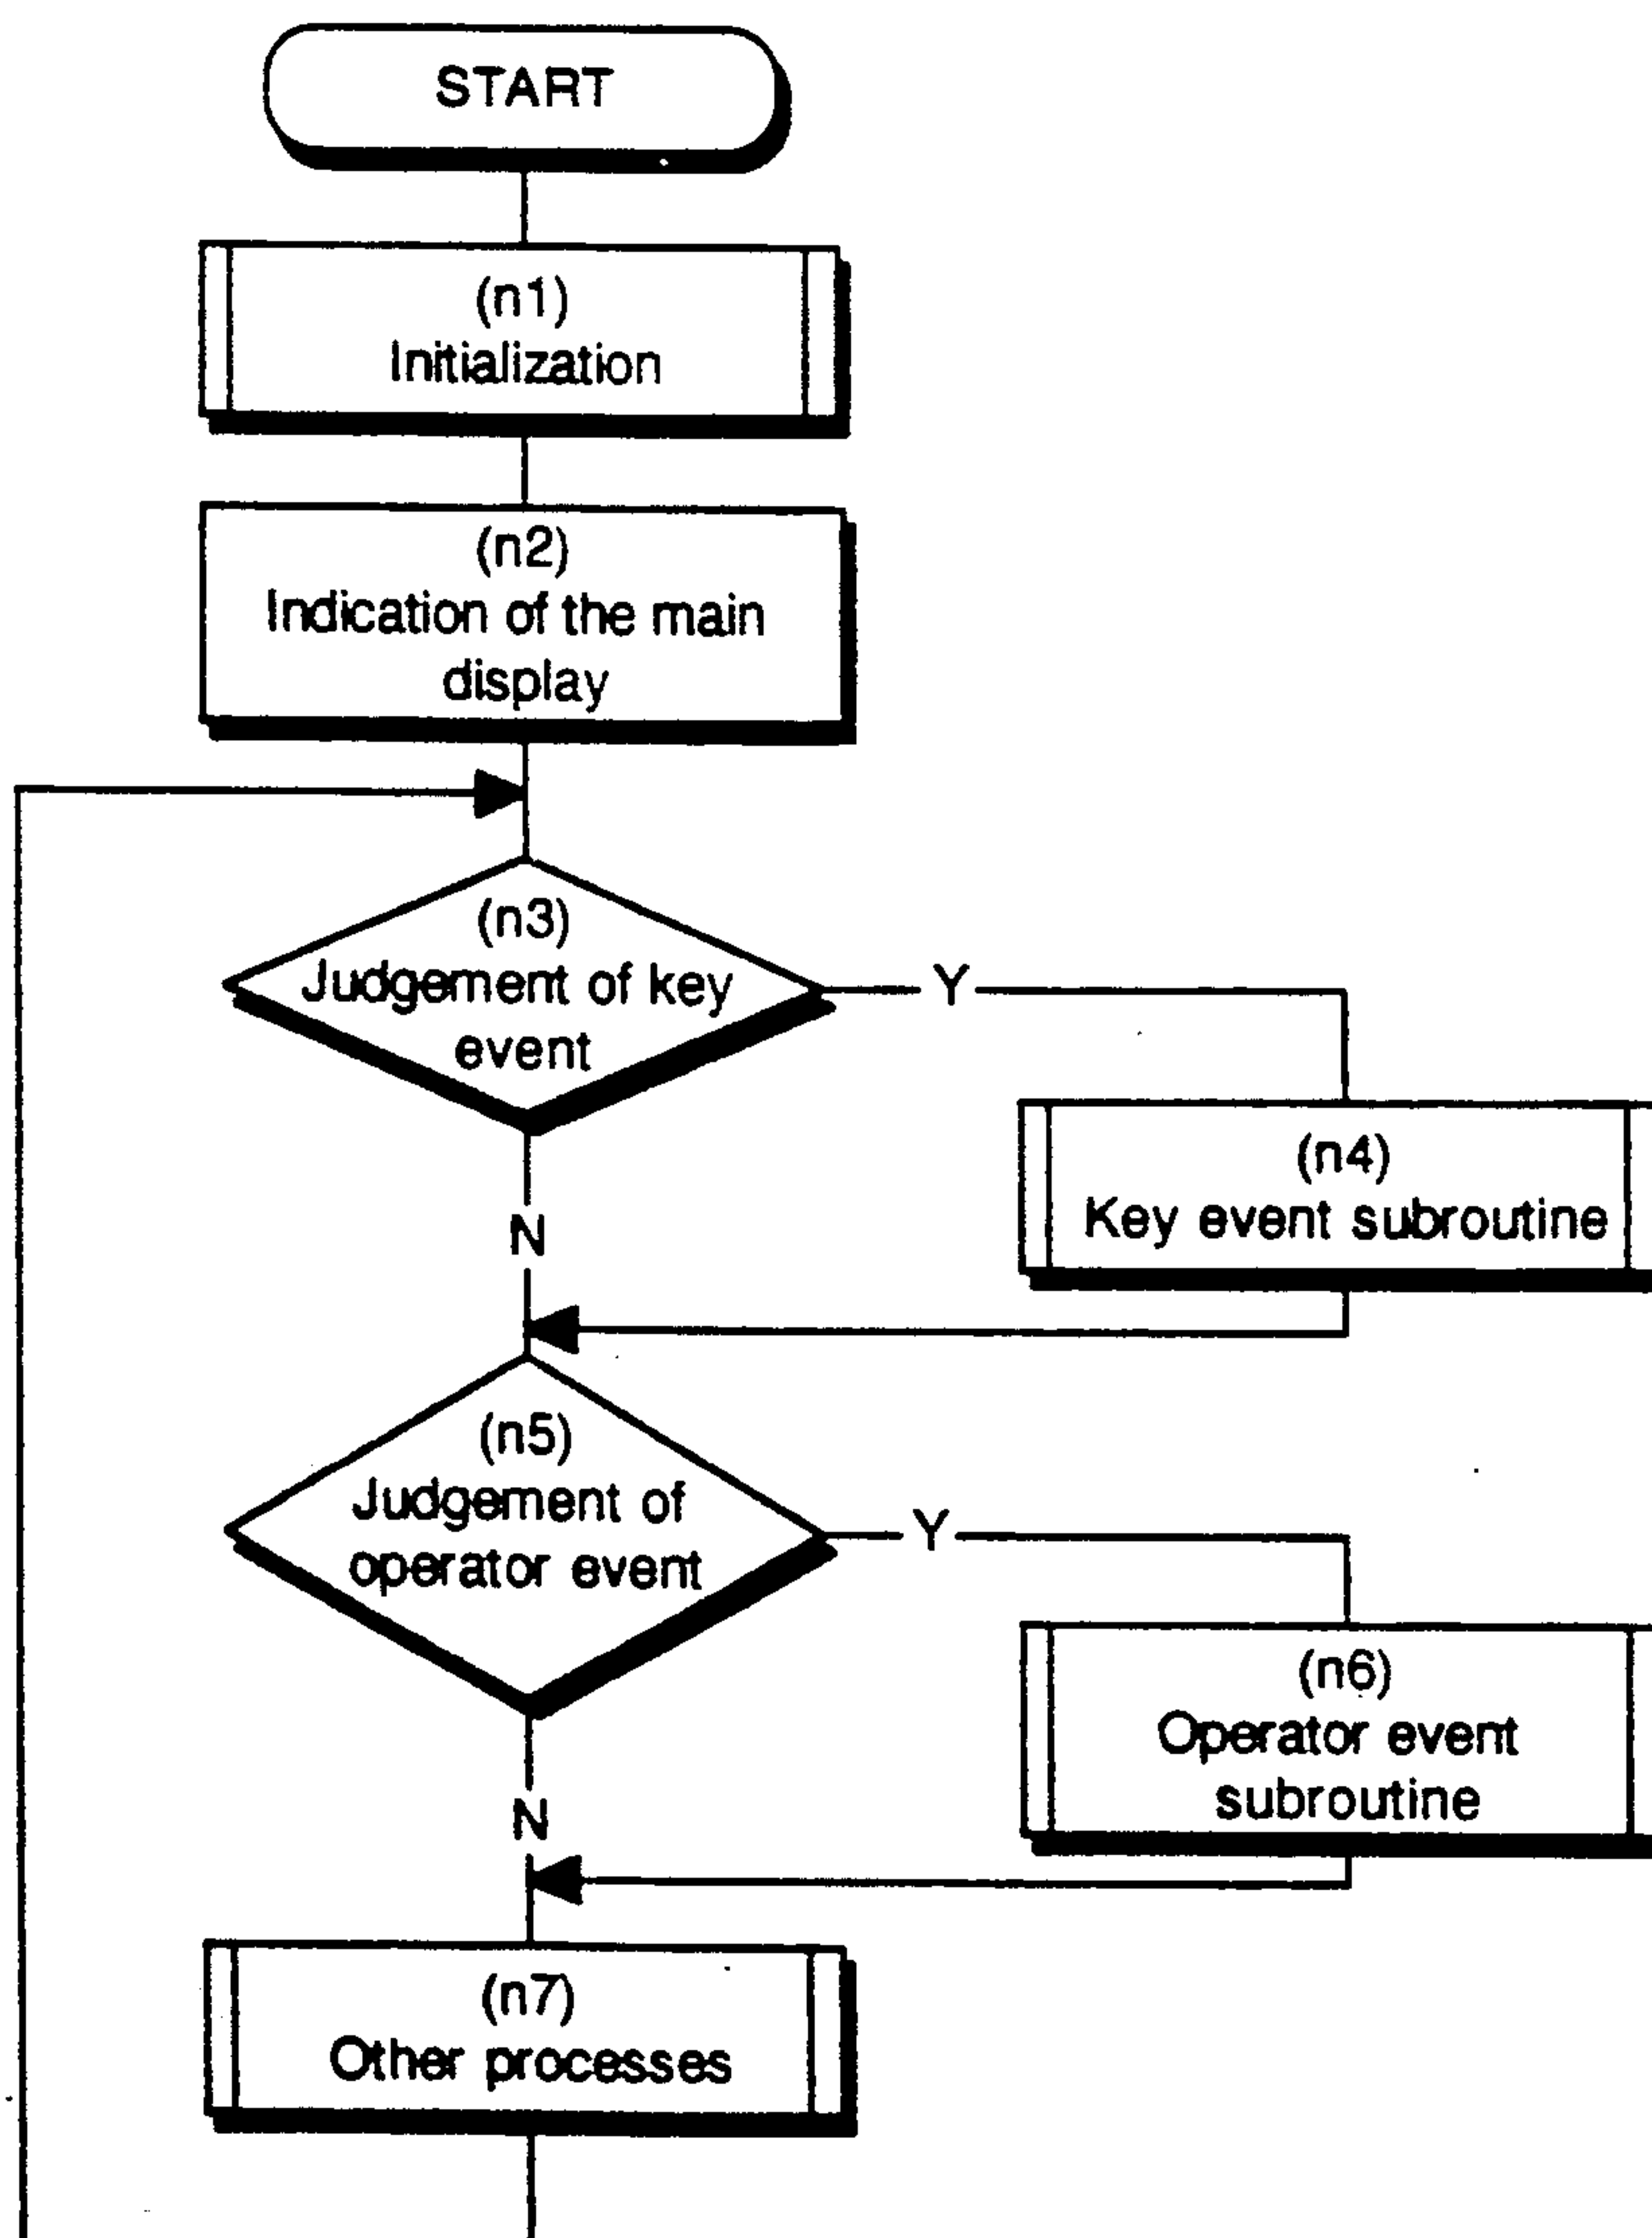 START
(n1)
Initialization
(n2)
Indication of the main
display
(n3)
Judgement of key
event
Y
(n4)
Key event subroutine
N
(n5)
Judgement of
operator event
Y
(n6)
Operator event
subroutine
N
(n7)
Other processes